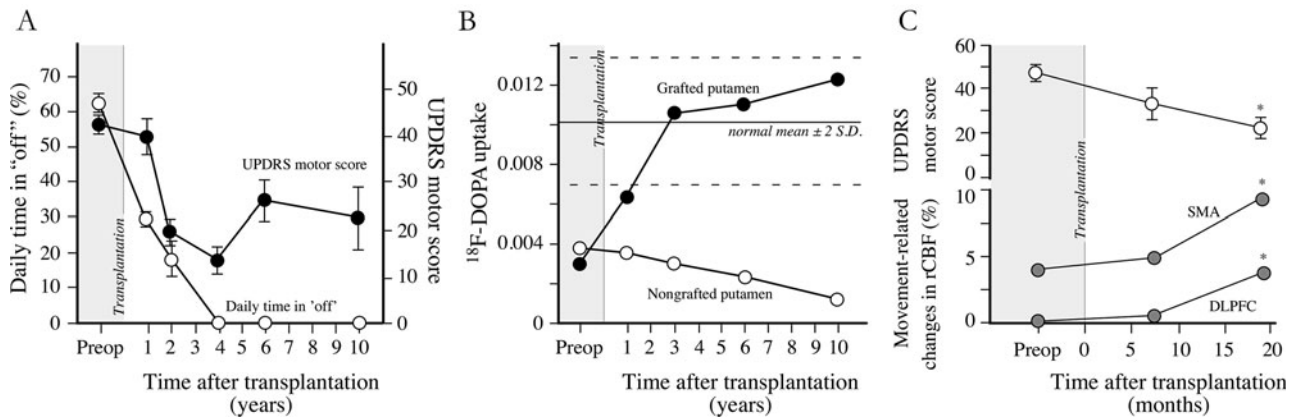 A
Daily time in “off” (%)
70
60
50
40
30
20
10
0
Transplantation
UPDRS motor score
Daily time in ’off’
50
40
30
20
10
0
UPDRS motor score
Preop 1 2 3 4 5 6 7 8 9 10
Time after transplantation
(years)
B
18F-DOPA uptake
0.012
0.008
0.004
0
Transplantation
Grafted putamen
normal mean ± 2 S.D.
Nongrafted putamen
Preop 1 2 3 4 5 6 7 8 9 10
Time after transplantation
(years)
C
UPDRS
motor score
60
40
20
0
Movement-related
changes in rCBF (%)
10
5
0
Transplantation
*
SMA
*
DLPFC
*
Preop 0 5 10 15 20
Time after transplantation
(months)